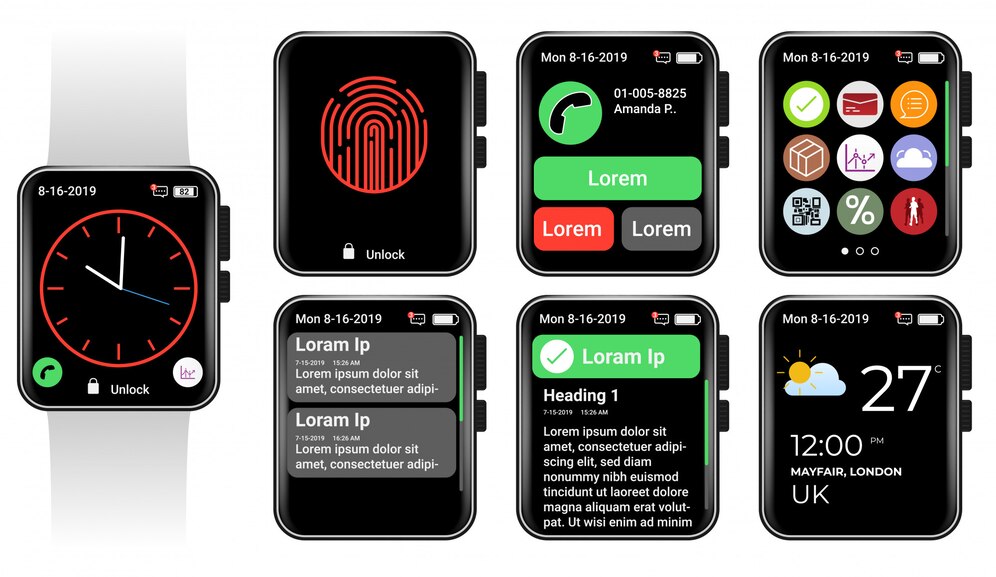 8-16-2019
82
Unlock
Unlock
Mon 8-16-2019
01-005-8825
Amanda P..
Lorem
Lorem
Lorem
Mon 8-16-2019
%
Mon 8-16-2019
Loram Ip
7-15-2019 15:26 AM
Lorem ipsum dolor sit
amet, consectetuer adipi-
Loram Ip
7-15-2019 16:26 AM
Lorem ipsum dolor sit
amet, consectetuer adipi-
Mon 8-16-2019
Loram Ip
Heading 1
7-15-2019 15:26 AM
Lorem ipsum dolor sit
amet, consectetuer adipi-
scing elit, sed diam
nonummy nibh euismod
tincidunt ut laoreet dolore
magna aliquam erat volut-
pat. Ut wisi enim ad minim
Mon 8-16-2019
27 C
12:00 PM
MAYFAIR, LONDON
UK